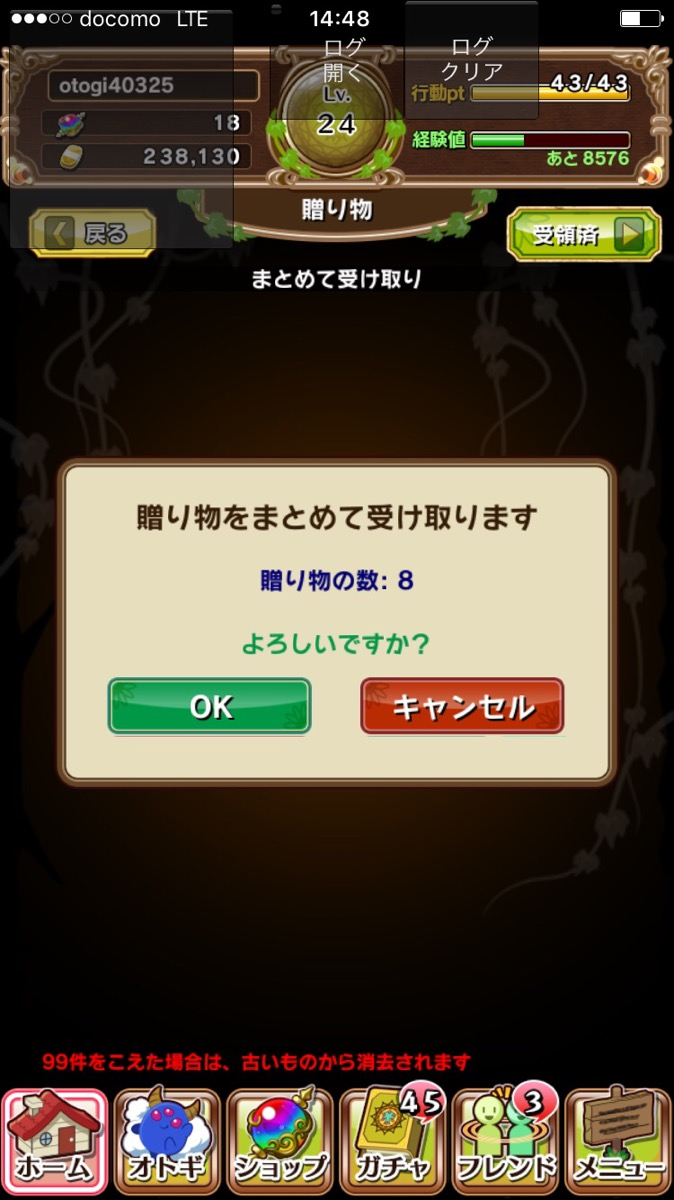 docomo LTE 14:48
ログ
開く
ログ
クリア
otogi40325
18
238,130
Lv.
24
行動pt 43/43
経験値
あと8576
戻る
贈り物
受領済
まとめて受け取り
贈り物をまとめて受け取ります
贈り物の数: 8
よろしいですか?
OK キャンセル
99件をこえた場合は、古いものから消去されます
45 3
ホーム オトギ ショップ ガチャ フレンド メニュー